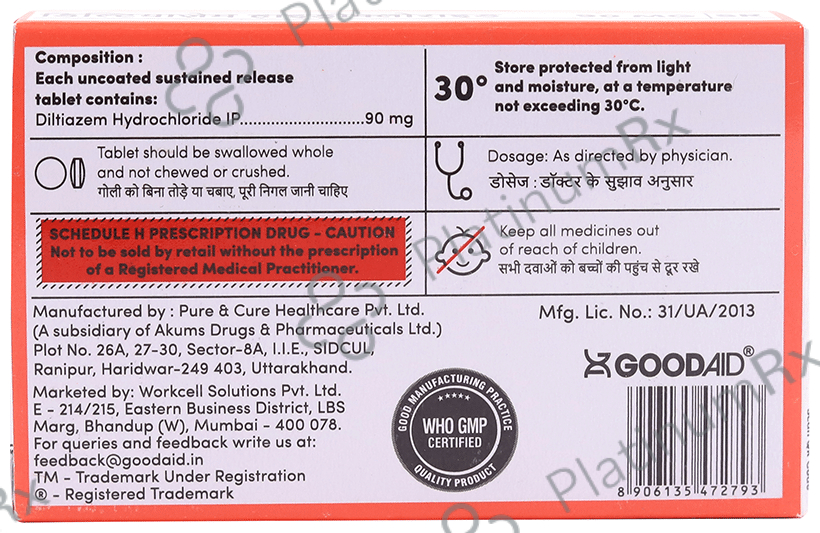 Composition :
Each uncoated sustained release
tablet contains:
Diltiazem Hydrochloride IP............................90 mg
30°
Store protected from light
and moisture, at a temperature
not exceeding 30°C.
Tablet should be swallowed whole
and not chewed or crushed.
गोली को बिना तोड़े या चबाए, पूरी निगल जानी चाहिए
Dosage: As directed by physician.
डोसेज : डॉक्टर के सुझाव अनुसार
SCHEDULE H PRESCRIPTION DRUG - CAUTION
Not to be sold by retail without the prescription
of a Registered Medical Practitioner.
Keep all medicines out
of reach of children.
सभी दवाओं को बच्चों की पहुंच से दूर रखे
Manufactured by : Pure & Cure Healthcare Pvt. Ltd.
(A subsidiary of Akums Drugs & Pharmaceuticals Ltd.)
Plot No. 26A, 27-30, Sector-8A, I.I.E., SIDCUL,
Ranipur, Haridwar-249 403, Uttarakhand.
Mfg. Lic. No.: 31/UA/2013
Marketed by: Workcell Solutions Pvt. Ltd.
E - 214/215, Eastern Business District, LBS
Marg, Bhandup (W), Mumbai - 400 078.
For queries and feedback write us at:
feedback@goodaid.in
TM - Trademark Under Registration
® - Registered Trademark
GOOD MANUFACTURING PRACTICE
WHO GMP
CERTIFIED
QUALITY PRODUCT
GOODAID®
8 906135 472793
PlatinumRx
PlatinumRx
PlatinumRx